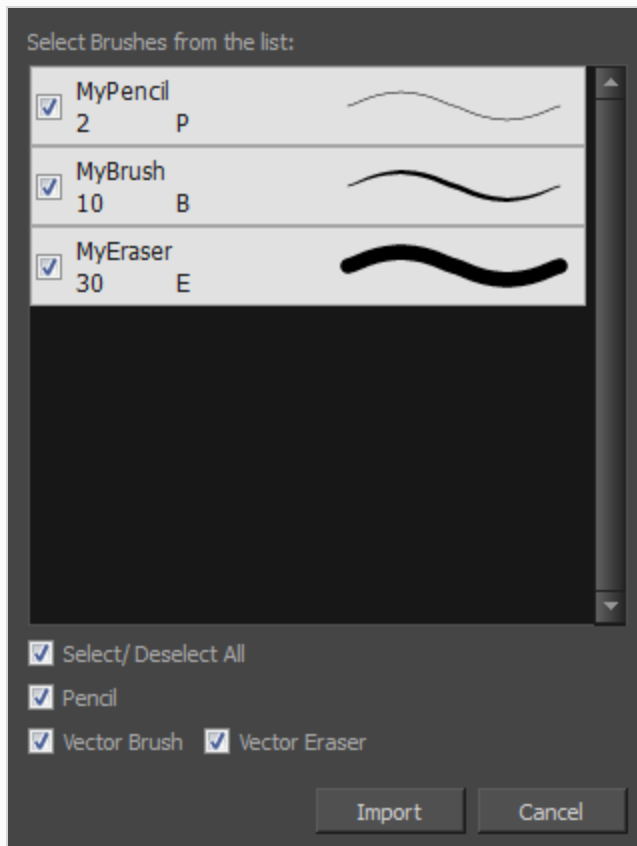 Select Brushes from the list:
MyPencil
2 P
MyBrush
10 B
MyEraser
30 E
Select/ Deselect All
Pencil
Vector Brush Vector Eraser
Import Cancel